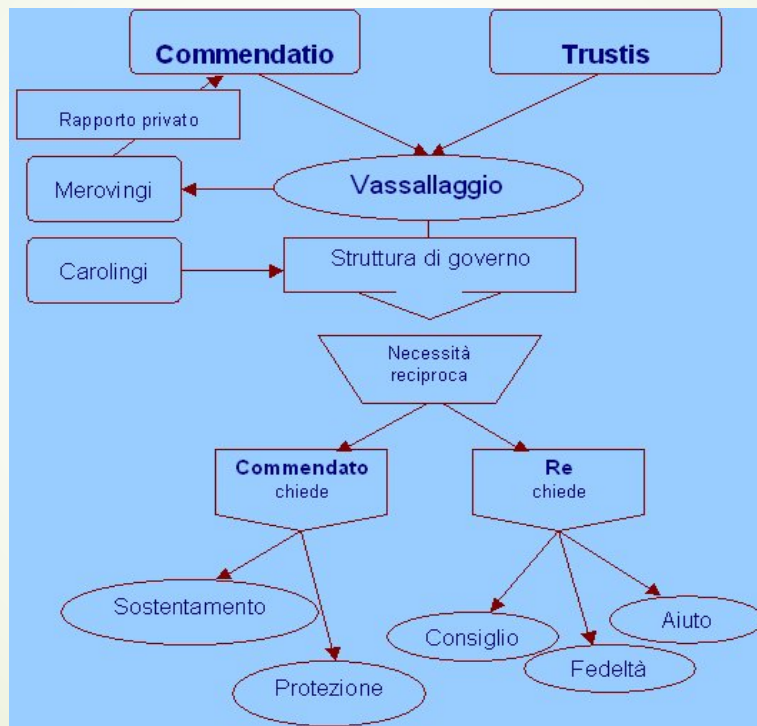 Commendatio
Trustis
Rapporto privato
Merovingi
Vassallaggio
Carolingi
Struttura di governo
Necessità
reciproca
Commendato
chiede
Re
chiede
Sostentamento
Protezione
Consiglio
Fedeltà
Aiuto